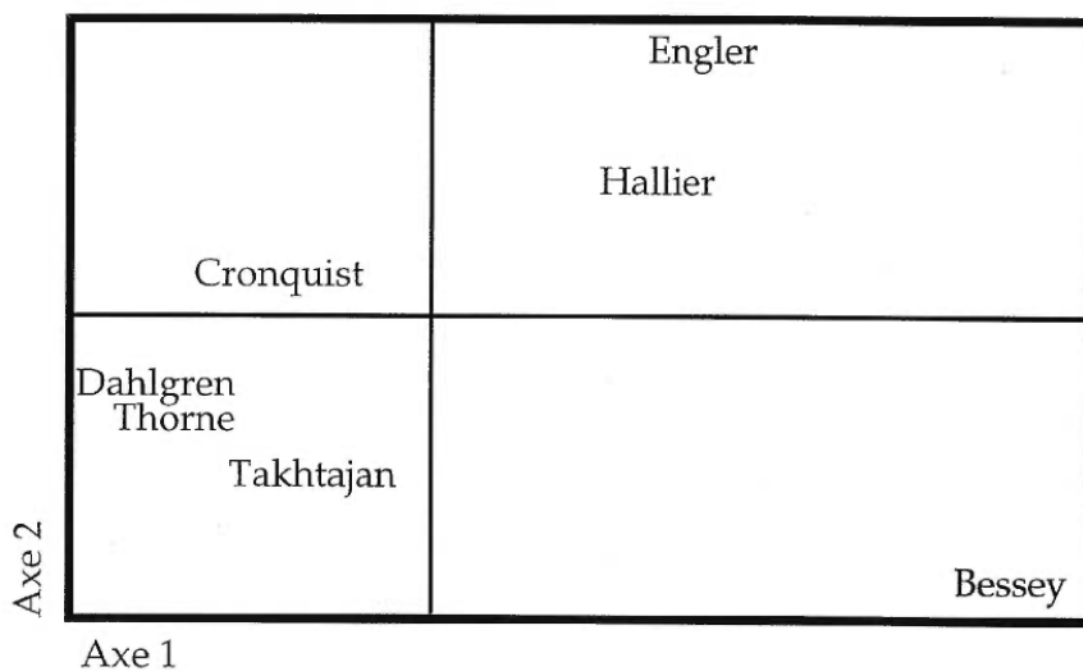 Engler
Hallier
Cronquist
Dahlgren
Thorne
Takhtajan
Bessey
Axe 2
Axe 1